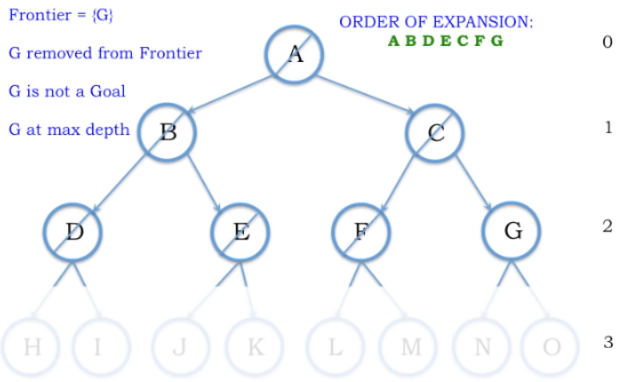 Frontier = {G}
ORDER OF EXPANSION:
A B D E C F G
G removed from Frontier
G is not a Goal
G at max depth
A
0
B
C
1
D
E
F
G
2
H
I
J
K
L
M
N
O
3